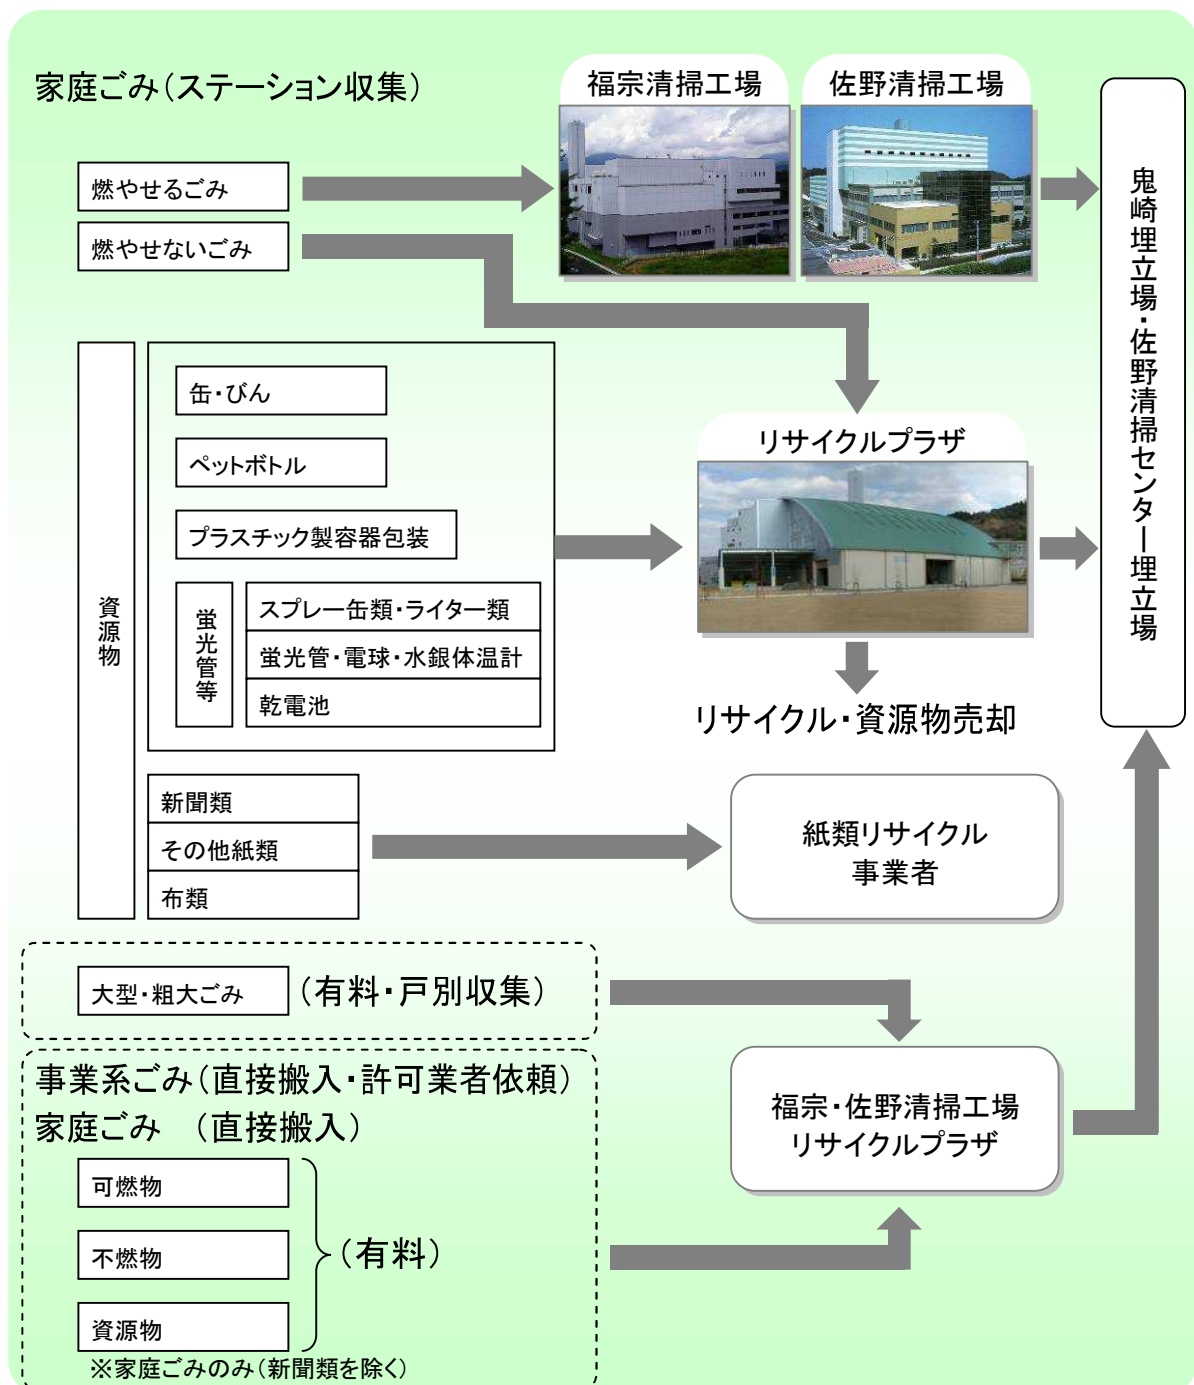 家庭ごみ(ステーション収集)
福宗清掃工場
佐野清掃工場
燃やせるごみ
燃やせないごみ
鬼崎埋立場・佐野清掃センター埋立場
資源物
缶・びん
ペットボトル
プラスチック製容器包装
蛍光管等
スプレー缶類・ライター類
蛍光管・電球・水銀体温計
乾電池
リサイクルプラザ
リサイクル・資源物売却
新聞類
その他紙類
布類
紙類リサイクル
事業者
大型・粗大ごみ
(有料・戸別収集)
事業系ごみ(直接搬入・許可業者依頼)
家庭ごみ (直接搬入)
可燃物
不燃物
資源物
(有料)
※家庭ごみのみ(新聞類を除く)
福宗・佐野清掃工場
リサイクルプラザ